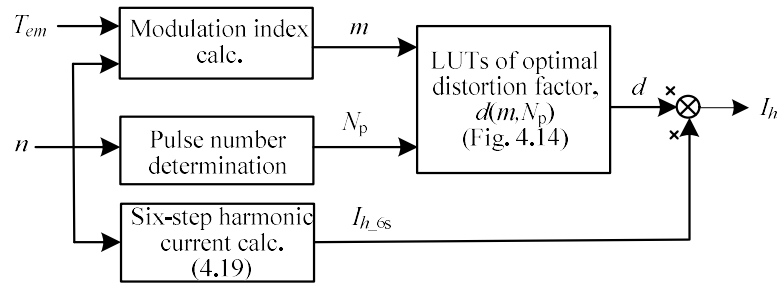 T_em
Modulation index
calc.
m
LUTs of optimal
distortion factor,
d(m,N_p)
(Fig. 4.14)
d
×
×
I_h
n
Pulse number
determination
N_p
Six-step harmonic
current calc.
(4.19)
I_h_6s